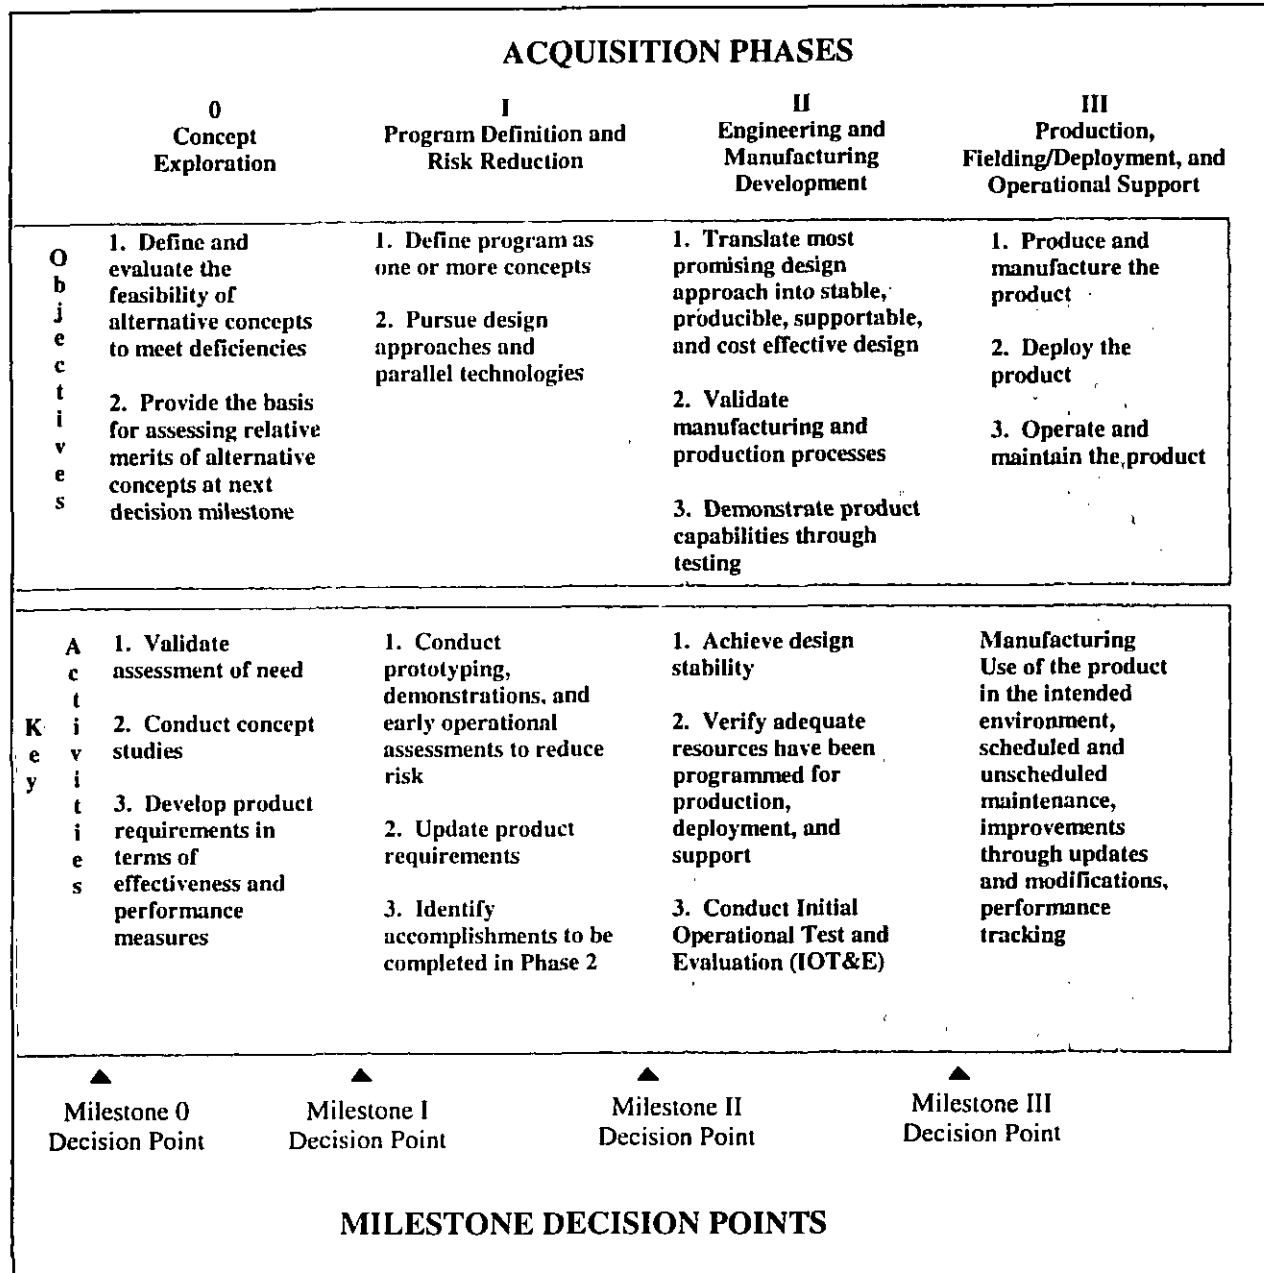 ACQUISITION PHASES
0
Concept
Exploration
I
Program Definition and
Risk Reduction
II
Engineering and
Manufacturing
Development
III
Production,
Fielding/Deployment, and
Operational Support
Objectives
1. Define and
evaluate the
feasibility of
alternative concepts
to meet deficiencies
2. Provide the basis
for assessing relative
merits of alternative
concepts at next
decision milestone
1. Define program as
one or more concepts
2. Pursue design
approaches and
parallel technologies
1. Translate most
promising design
approach into stable,
producible, supportable,
and cost effective design
2. Validate
manufacturing and
production processes
3. Demonstrate product
capabilities through
testing
1. Produce and
manufacture the
product
2. Deploy the
product
3. Operate and
maintain the product
Key
Activities
1. Validate
assessment of need
2. Conduct concept
studies
3. Develop product
requirements in
terms of
effectiveness and
performance
measures
1. Conduct
prototyping,
demonstrations, and
early operational
assessments to reduce
risk
2. Update product
requirements
3. Identify
accomplishments to be
completed in Phase 2
1. Achieve design
stability
2. Verify adequate
resources have been
programmed for
production,
deployment, and
support
3. Conduct Initial
Operational Test and
Evaluation (IOT&E)
Manufacturing
Use of the product
in the intended
environment,
scheduled and
unscheduled
maintenance,
improvements
through updates
and modifications,
performance
tracking
Milestone 0
Decision Point
Milestone I
Decision Point
Milestone II
Decision Point
Milestone III
Decision Point
MILESTONE DECISION POINTS